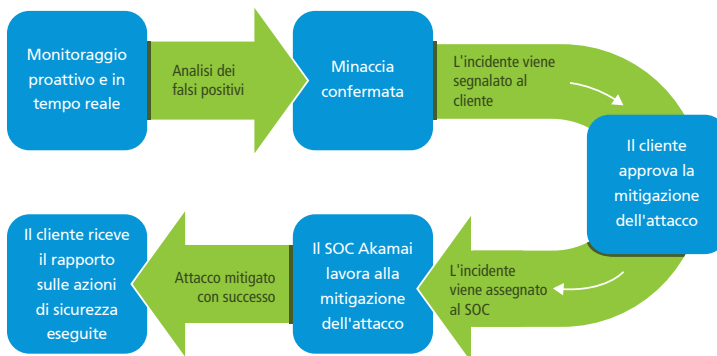 Monitoraggio
proattivo e in
tempo reale
Analisi dei
falsi positivi
Minaccia
confermata
L'incidente viene
segnalato al
cliente
Il cliente
approva la
mitigazione
dell'attacco
L'incidente
viene assegnato
al SOC
Il SOC Akamai
lavora alla
mitigazione
dell'attacco
Attacco mitigato
con successo
Il cliente riceve
il rapporto
sulle azioni
di sicurezza
eseguite